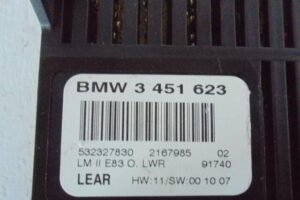 BMW 3 451 623
532327830 2167985 02
LM II E83 O. LWR 91740
LEAR HW:11/SW:00 10 07